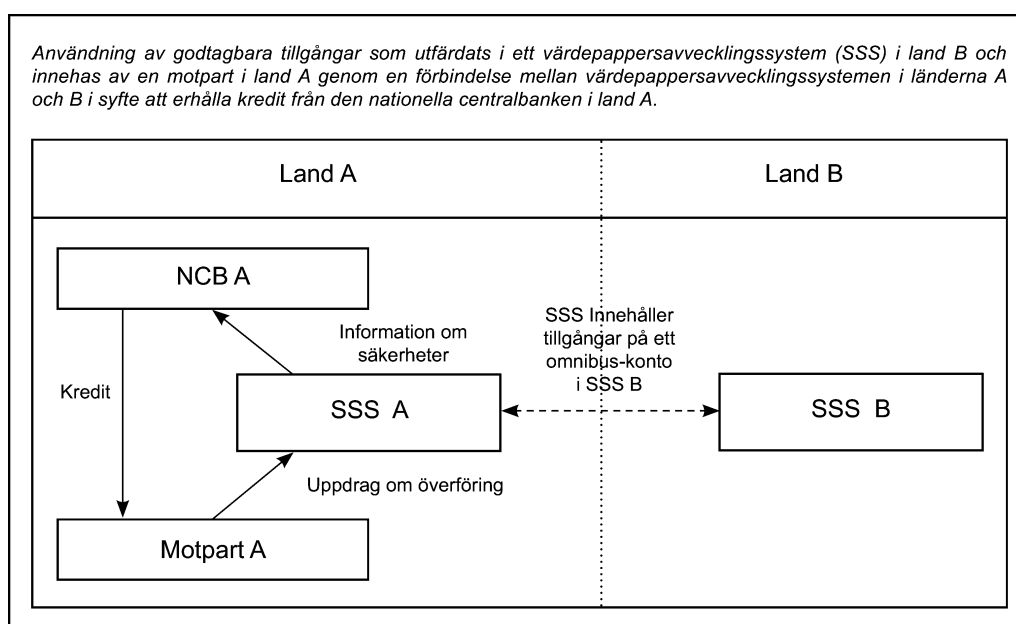 Användning av godtagbara tillgångar som utfärdats i ett värdepappersavvecklingssystem (SSS) i land B och
innehas av en motpart i land A genom en förbindelse mellan värdepappersavvecklingssystemen i länderna A
och B i syfte att erhålla kredit från den nationella centralbanken i land A.
Land A
Land B
NCB A
Information om
säkerheter
SSS Innehåller
tillgångar på ett
omnibus-konto
i SSS B
Kredit
SSS A
SSS B
Uppdrag om överföring
Motpart A